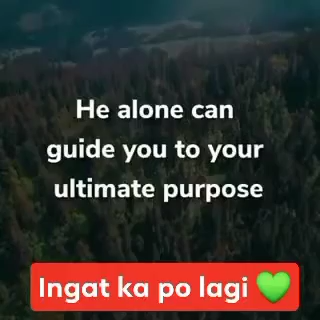 He alone can
guide you to your
ultimate purpose
Ingat ka po lagi 💚